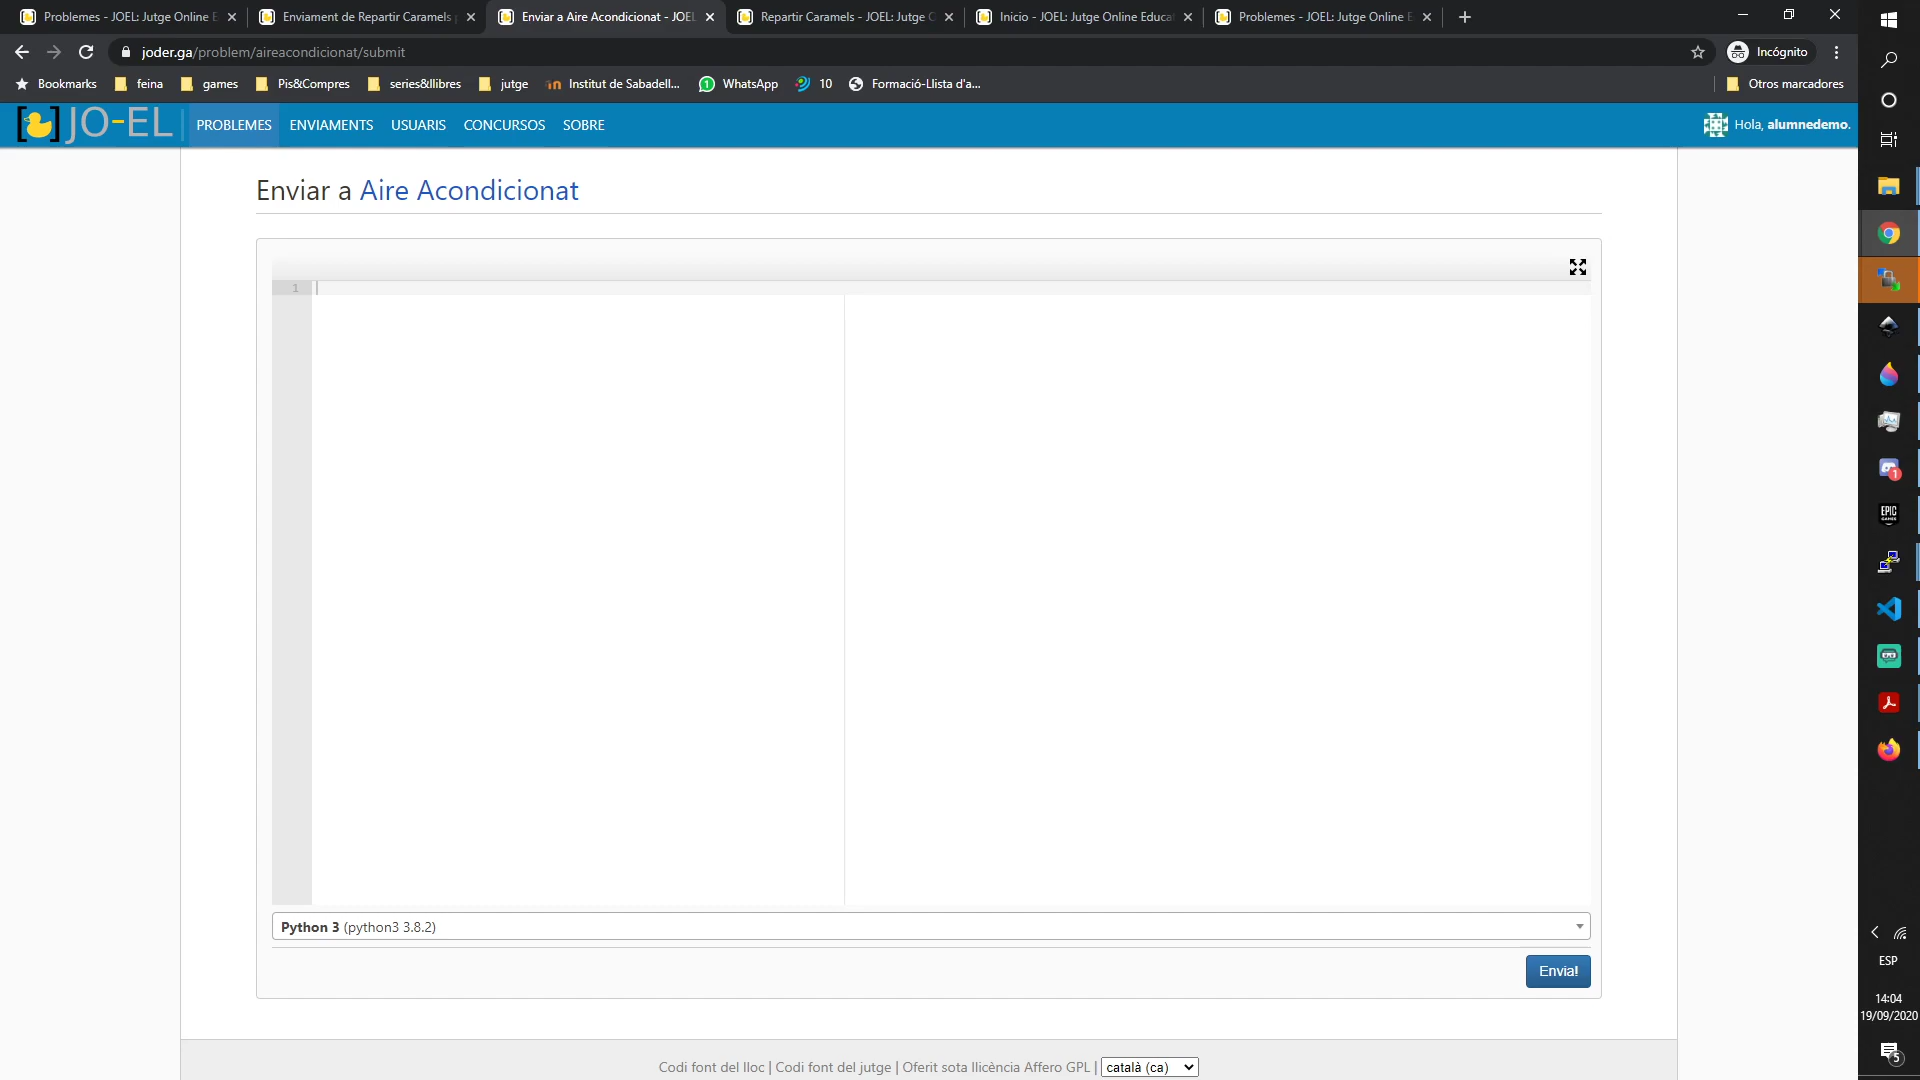 Problemes - JOEL: Jutge Online E
Enviament de Repartir Caramels
Enviar a Aire Acondicionat - JOEL
Repartir Caramels - JOEL: Jutge O
Inicio - JOEL: Jutge Online Educa
Problemes - JOEL: Jutge Online E
joder.ga/problem/aireacondicionat/submit
Incógnito
Bookmarks
feina
games
Pis&Compres
series&llibres
jutge
Institut de Sabadell...
WhatsApp
10
Formació-Llista d'a...
Otros marcadores
JO-EL
PROBLEMES
ENVIAMENTS
USUARIS
CONCURSOS
SOBRE
Hola, alumnedemo.
Enviar a Aire Acondicionat
1
Python 3 (python3 3.8.2)
Envia!
Codi font del lloc | Codi font del jutge | Oferit sota llicència Affero GPL | català (ca)
1
EPIC
GAMES
ESP
14:04
19/09/2020
5